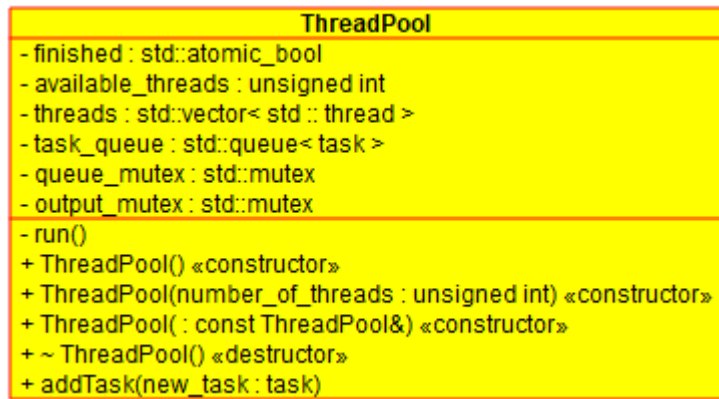 ThreadPool
- finished : std::atomic_bool
- available_threads : unsigned int
- threads : std::vector< std :: thread >
- task_queue : std::queue< task >
- queue_mutex : std::mutex
- output_mutex : std::mutex
- run()
+ ThreadPool() «constructor»
+ ThreadPool(number_of_threads : unsigned int) «constructor»
+ ThreadPool( : const ThreadPool&) «constructor»
+ ~ ThreadPool() «destructor»
+ addTask(new_task : task)